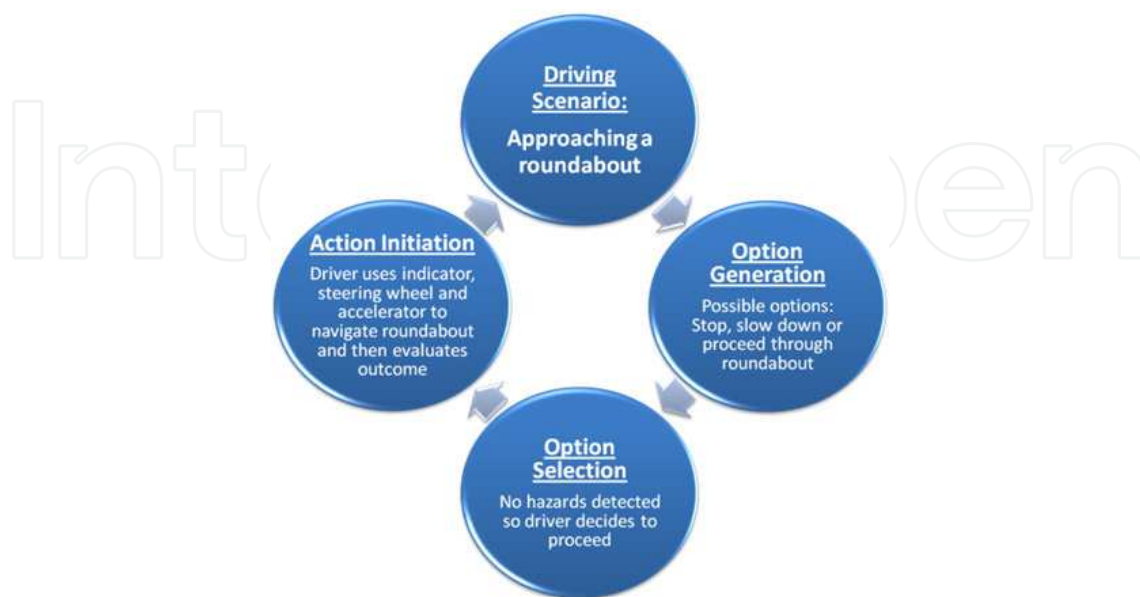 Driving
Scenario:
Approaching a
roundabout
Option
Generation
Possible options:
Stop, slow down or
proceed through
roundabout
Option
Selection
No hazards detected
so driver decides to
proceed
Action Initiation
Driver uses indicator,
steering wheel and
accelerator to
navigate roundabout
and then evaluates
outcome